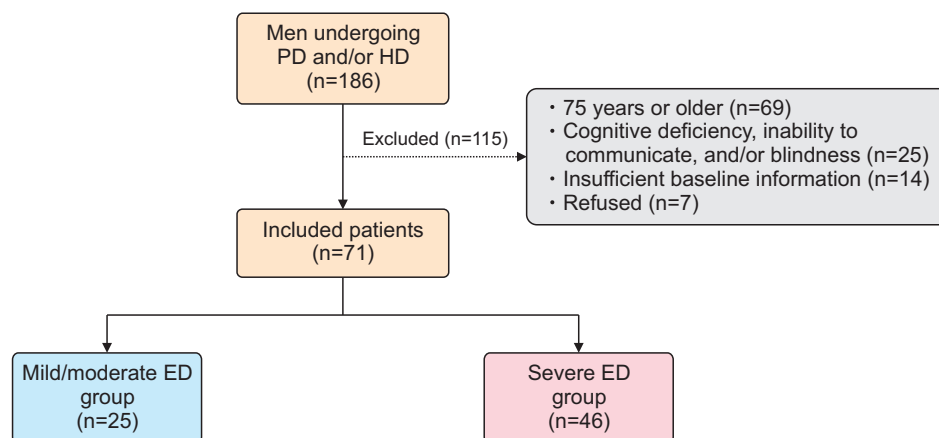 Men undergoing
PD and/or HD
(n=186)
Excluded (n=115)
・75 years or older (n=69)
・Cognitive deficiency, inability to
communicate, and/or blindness (n=25)
・Insufficient baseline information (n=14)
・Refused (n=7)
Included patients
(n=71)
Mild/moderate ED
group
(n=25)
Severe ED
group
(n=46)